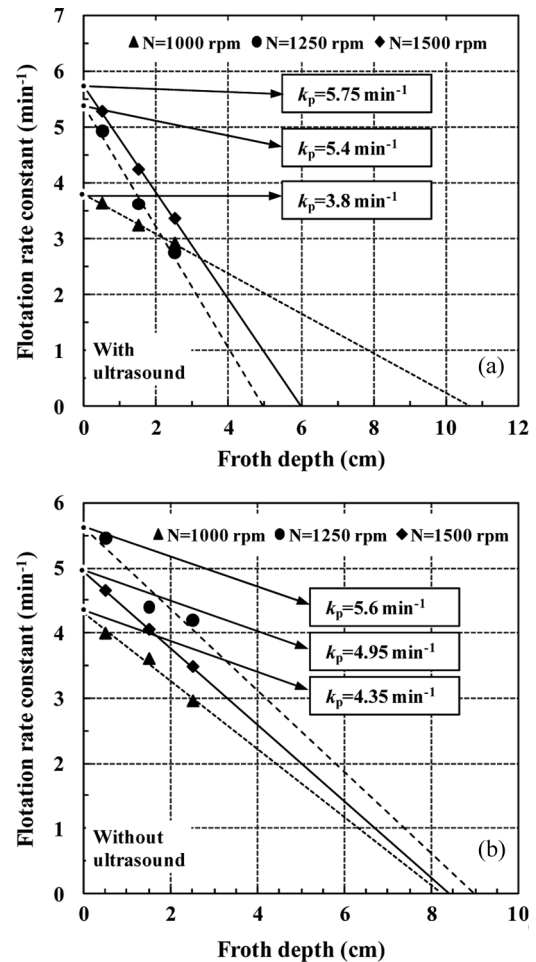 7
▲ N=1000 rpm ● N=1250 rpm ◆ N=1500 rpm
6
kp=5.75 min-1
5
kp=5.4 min-1
4
kp=3.8 min-1
3
2
1
With
ultrasound
(a)
0
0 2 4 6 8 10 12
Froth depth (cm)
Flotation rate constant (min-1)
6
▲ N=1000 rpm ● N=1250 rpm ◆ N=1500 rpm
5
kp=5.6 min-1
4
kp=4.95 min-1
kp=4.35 min-1
3
2
1
Without
ultrasound
(b)
0
0 2 4 6 8 10
Froth depth (cm)
Flotation rate constant (min-1)